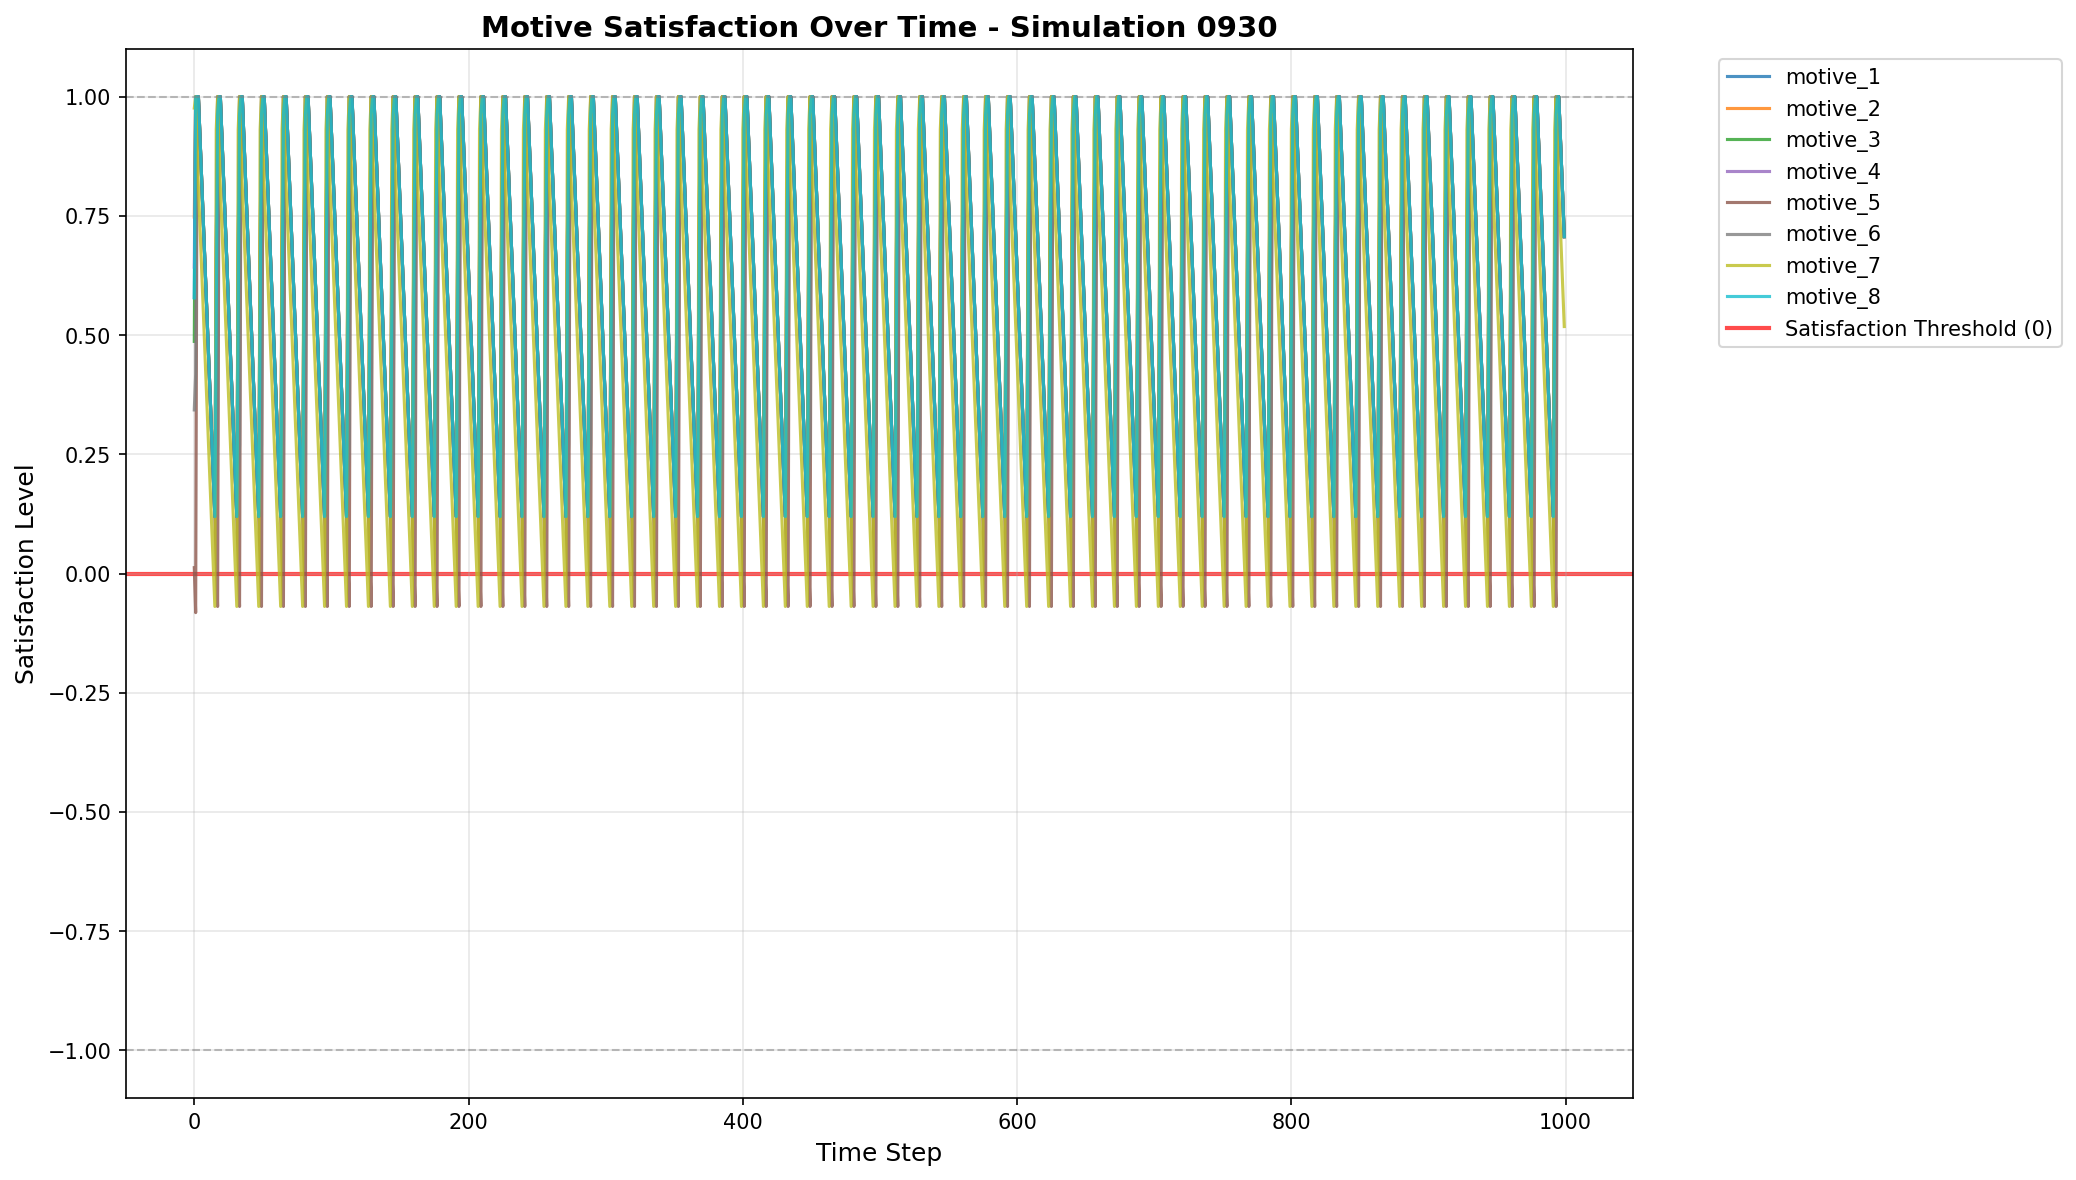 Motive Satisfaction Over Time - Simulation 0930
Satisfaction Level
1.00
0.75
0.50
0.25
0.00
−0.25
−0.50
−0.75
−1.00
0
200
400
600
800
1000
Time Step
motive_1
motive_2
motive_3
motive_4
motive_5
motive_6
motive_7
motive_8
Satisfaction Threshold (0)